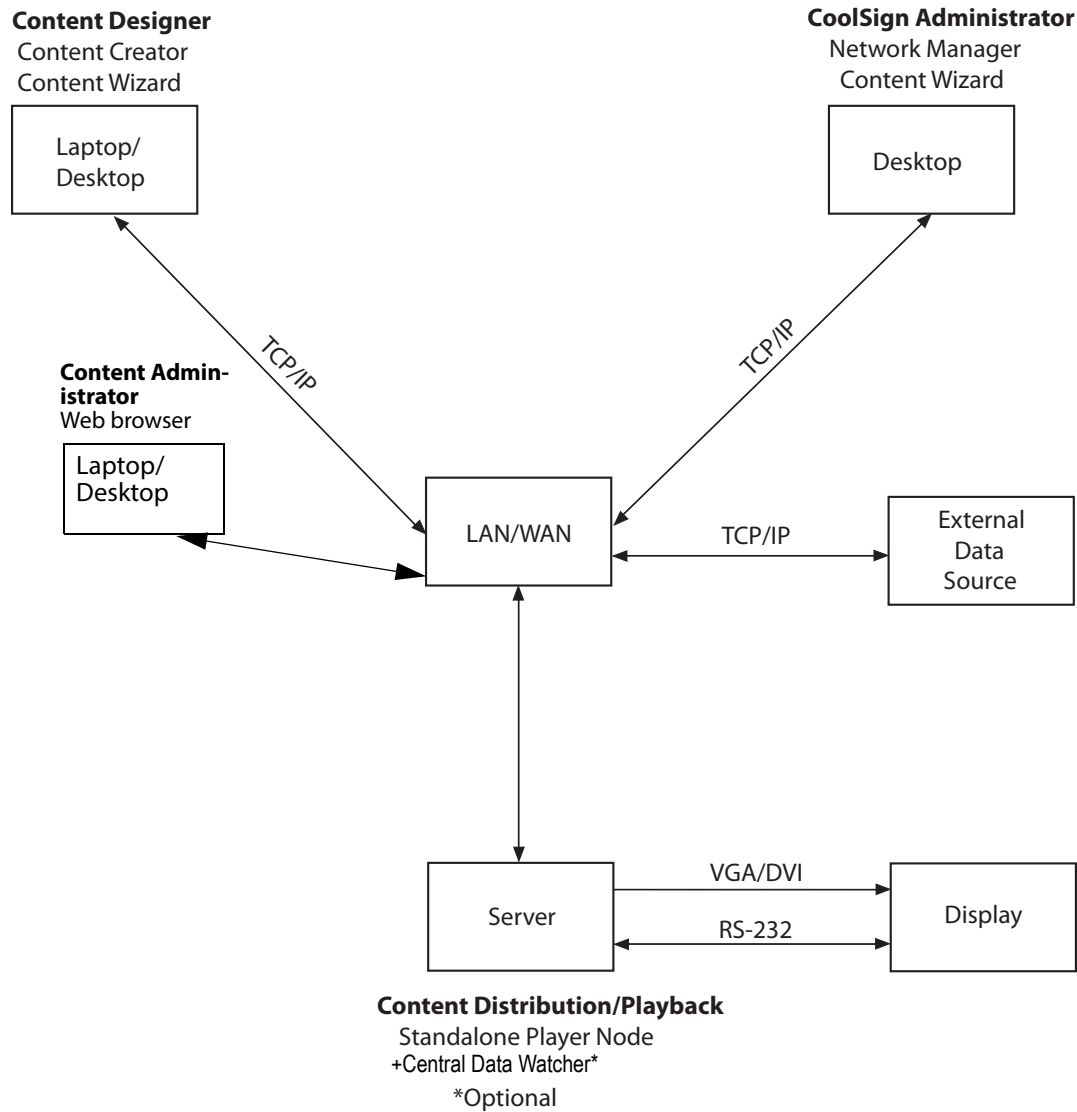 Content Designer
Content Creator
Content Wizard
Laptop/
Desktop
CoolSign Administrator
Network Manager
Content Wizard
Desktop
TCP/IP
TCP/IP
Content Admin-
istrator
Web browser
Laptop/
Desktop
LAN/WAN
TCP/IP
External
Data
Source
Server
VGA/DVI
RS-232
Display
Content Distribution/Playback
Standalone Player Node
+Central Data Watcher*
*Optional